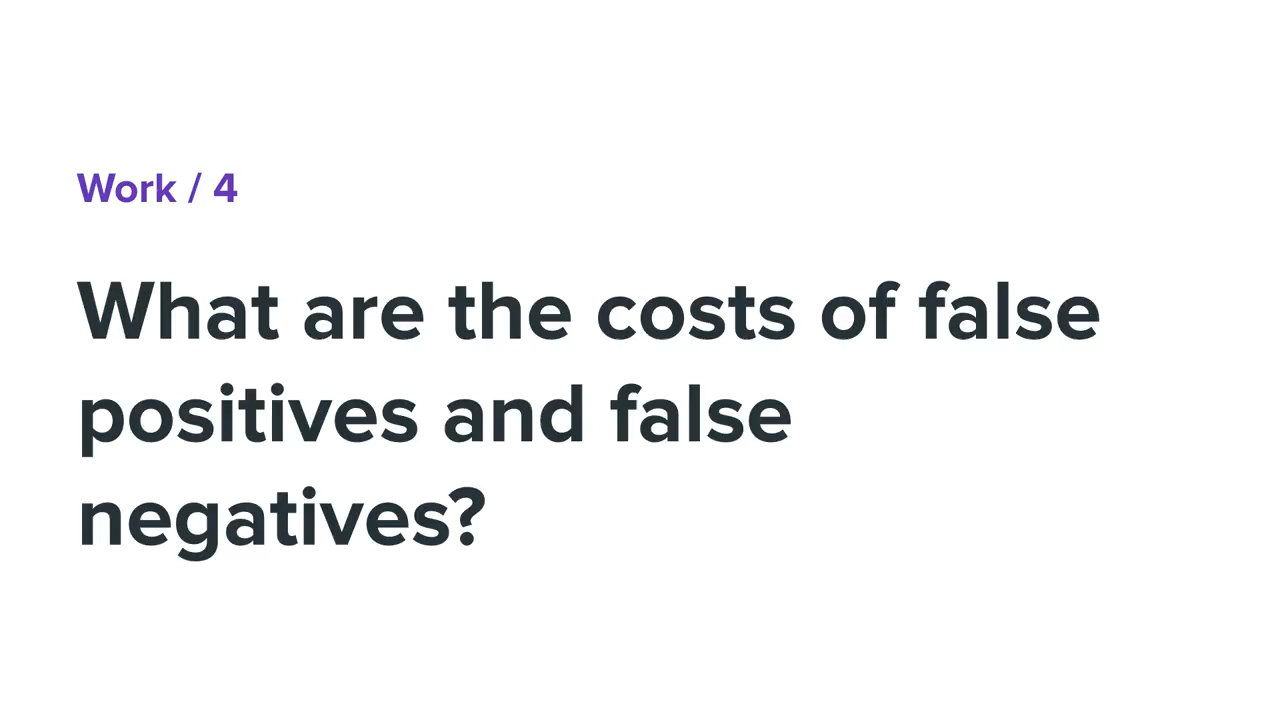 Work / 4
What are the costs of false
positives and false
negatives?